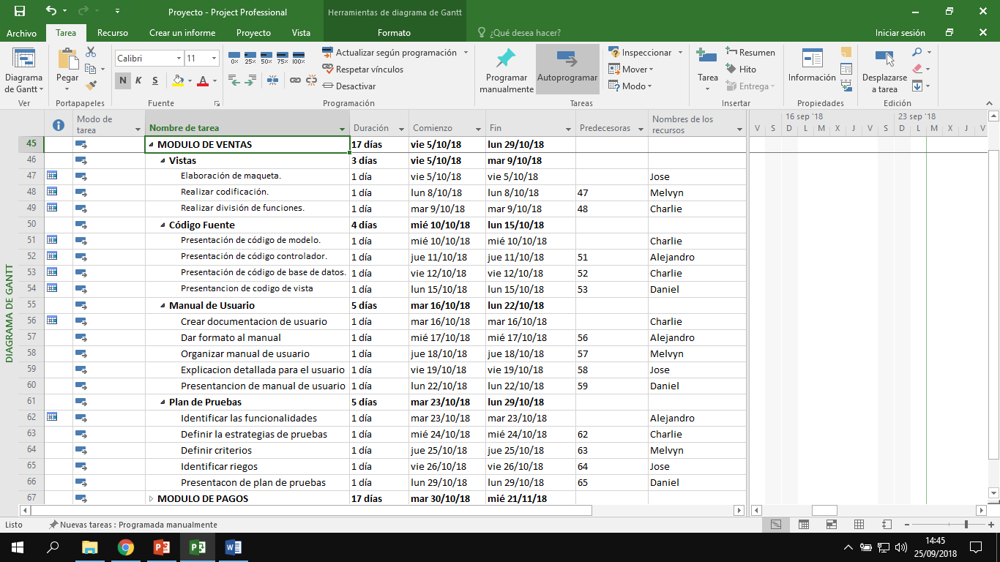 Proyecto - Project Professional
Herramientas de diagrama de Gantt
Archivo Tarea Recurso Crear un informe Proyecto Vista Formato ¿Qué desea hacer? Iniciar sesión
Diagrama de Gantt
Ver
Pegar
Portapapeles
Calibri 11
N K S A
Fuente
0% 25% 50% 75% 100%
Actualizar según programación
Respetar vínculos
Desactivar
Programación
Programar manualmente
Autoprogramar
Inspeccionar
Mover
Modo
Tareas
Tarea
Resumen
Hito
Entrega
Insertar
Información
Propiedades
Desplazarse a tarea
Edición
Modo de tarea Nombre de tarea Duración Comienzo Fin Predecesoras Nombres de los recursos
16 sep '18 23 sep '18
V S D L M X J V S D L M X J V
45 MODULO DE VENTAS 17 días vie 5/10/18 lun 29/10/18
46 Vistas 3 días vie 5/10/18 mar 9/10/18
47 Elaboración de maqueta. 1 día vie 5/10/18 vie 5/10/18 Jose
48 Realizar codificación. 1 día lun 8/10/18 lun 8/10/18 47 Melvyn
49 Realizar división de funciones. 1 día mar 9/10/18 mar 9/10/18 48 Charlie
50 Código Fuente 4 días mié 10/10/18 lun 15/10/18
51 Presentación de código de modelo. 1 día mié 10/10/18 mié 10/10/18 Charlie
52 Presentación de código controlador. 1 día jue 11/10/18 jue 11/10/18 51 Alejandro
53 Presentación de código de base de datos. 1 día vie 12/10/18 vie 12/10/18 52 Charlie
54 Presentancion de codigo de vista 1 día lun 15/10/18 lun 15/10/18 53 Daniel
55 Manual de Usuario 5 días mar 16/10/18 lun 22/10/18
56 Crear documentacion de usuario 1 día mar 16/10/18 mar 16/10/18 Charlie
57 Dar formato al manual 1 día mié 17/10/18 mié 17/10/18 56 Alejandro
58 Organizar manual de usuario 1 día jue 18/10/18 jue 18/10/18 57 Melvyn
59 Explicacion detallada para el usuario 1 día vie 19/10/18 vie 19/10/18 58 Jose
60 Presentancion de manual de usuario 1 día lun 22/10/18 lun 22/10/18 59 Daniel
61 Plan de Pruebas 5 días mar 23/10/18 lun 29/10/18
62 Identificar las funcionalidades 1 día mar 23/10/18 mar 23/10/18 Alejandro
63 Definir la estrategias de pruebas 1 día mié 24/10/18 mié 24/10/18 62 Charlie
64 Definir criterios 1 día jue 25/10/18 jue 25/10/18 63 Melvyn
65 Identificar riegos 1 día vie 26/10/18 vie 26/10/18 64 Jose
66 Presentacon de plan de pruebas 1 día lun 29/10/18 lun 29/10/18 65 Daniel
67 MODULO DE PAGOS 17 días mar 30/10/18 mié 21/11/18
DIAGRAMA DE GANTT
Listo Nuevas tareas : Programada manualmente
14:45
25/09/2018